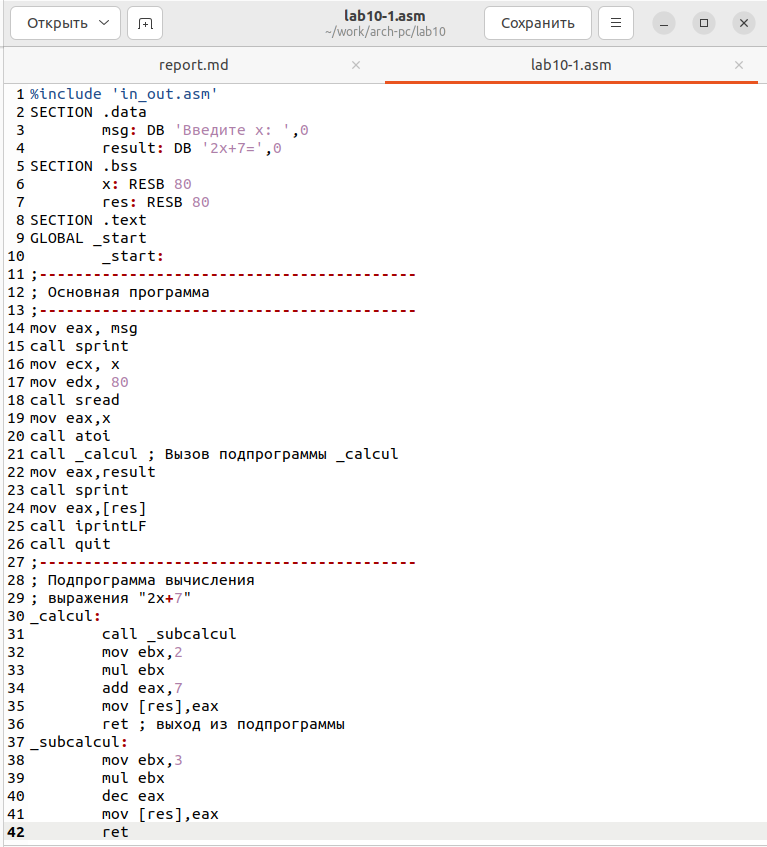 Открыть
lab10-1.asm
~/work/arch-pc/lab10
Сохранить
report.md
lab10-1.asm
1 %include 'in_out.asm'
2 SECTION .data
3 msg: DB 'Введите x: ',0
4 result: DB '2x+7=',0
5 SECTION .bss
6 x: RESB 80
7 res: RESB 80
8 SECTION .text
9 GLOBAL _start
10 _start:
11 ;------------------------------------------
12 ; Основная программа
13 ;------------------------------------------
14 mov eax, msg
15 call sprint
16 mov ecx, x
17 mov edx, 80
18 call sread
19 mov eax,x
20 call atoi
21 call _calcul ; Вызов подпрограммы _calcul
22 mov eax,result
23 call sprint
24 mov eax,[res]
25 call iprintLF
26 call quit
27 ;------------------------------------------
28 ; Подпрограмма вычисления
29 ; выражения "2x+7"
30 _calcul:
31 call _subcalcul
32 mov ebx,2
33 mul ebx
34 add eax,7
35 mov [res],eax
36 ret ; выход из подпрограммы
37 _subcalcul:
38 mov ebx,3
39 mul ebx
40 dec eax
41 mov [res],eax
42 ret